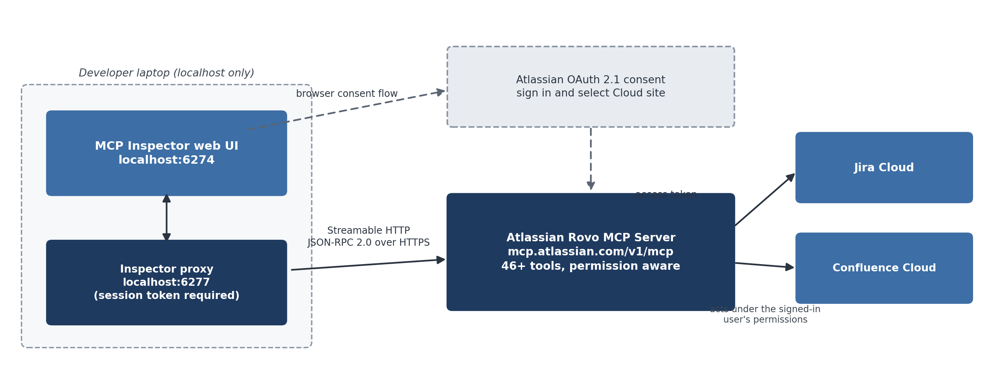 Developer laptop (localhost only)
browser consent flow
Atlassian OAuth 2.1 consent
sign in and select Cloud site
MCP Inspector web UI
localhost:6274
Jira Cloud
access token
Streamable HTTP
JSON-RPC 2.0 over HTTPS
Atlassian Rovo MCP Server
mcp.atlassian.com/v1/mcp
46+ tools, permission aware
Inspector proxy
localhost:6277
(session token required)
Confluence Cloud
acts under the signed-in
user's permissions